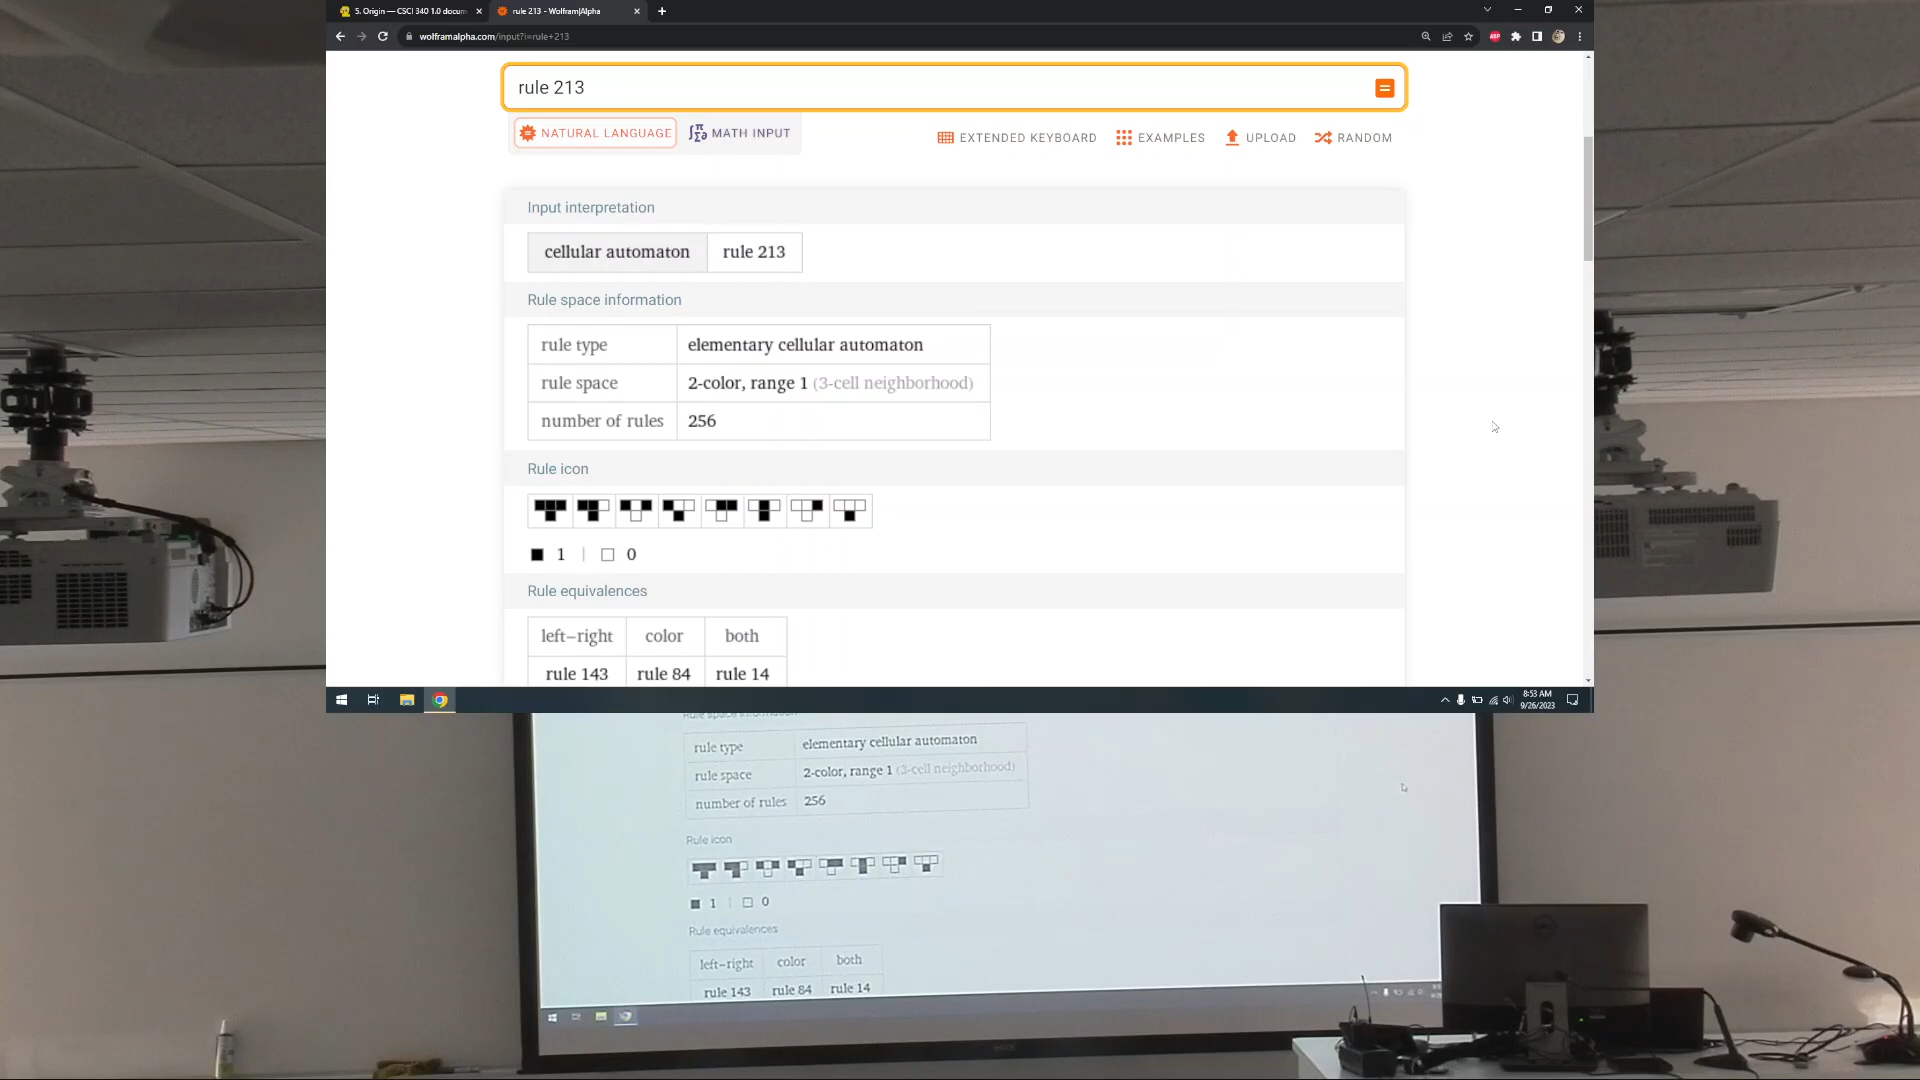 5. Origin — CSCI 340 1.0 docum
rule 213 - Wolfram|Alpha
wolframalpha.com/input?i=rule+213
ABP
rule 213
NATURAL LANGUAGE
MATH INPUT
EXTENDED KEYBOARD
EXAMPLES
UPLOAD
RANDOM
Input interpretation
cellular automaton rule 213
Rule space information
rule type elementary cellular automaton
rule space 2-color, range 1 (3-cell neighborhood)
number of rules 256
Rule icon
1 | 0
Rule equivalences
left–right color both
rule 143 rule 84 rule 14
8:53 AM
9/26/2023
Rule space information
rule type elementary cellular automaton
rule space 2-color, range 1 (3-cell neighborhood)
number of rules 256
Rule icon
1 | 0
Rule equivalences
left–right color both
rule 143 rule 84 rule 14